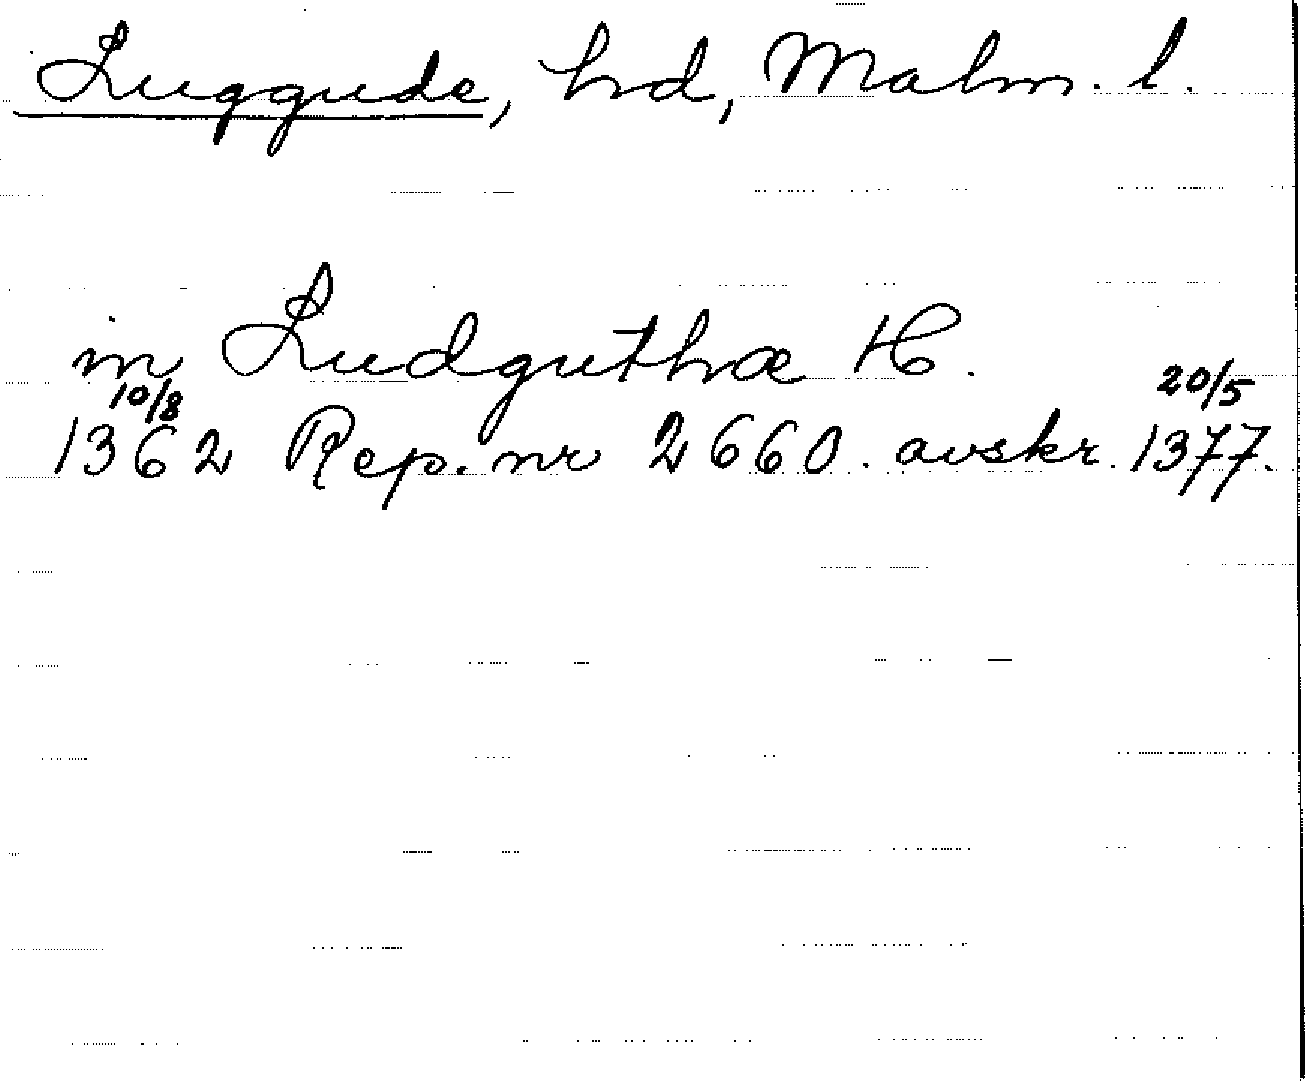 Luggude, hd, Malm. l.
in Ludguthæ H.
10/8 20/5
1362 Rep. nr 2660. avskr. 1377.